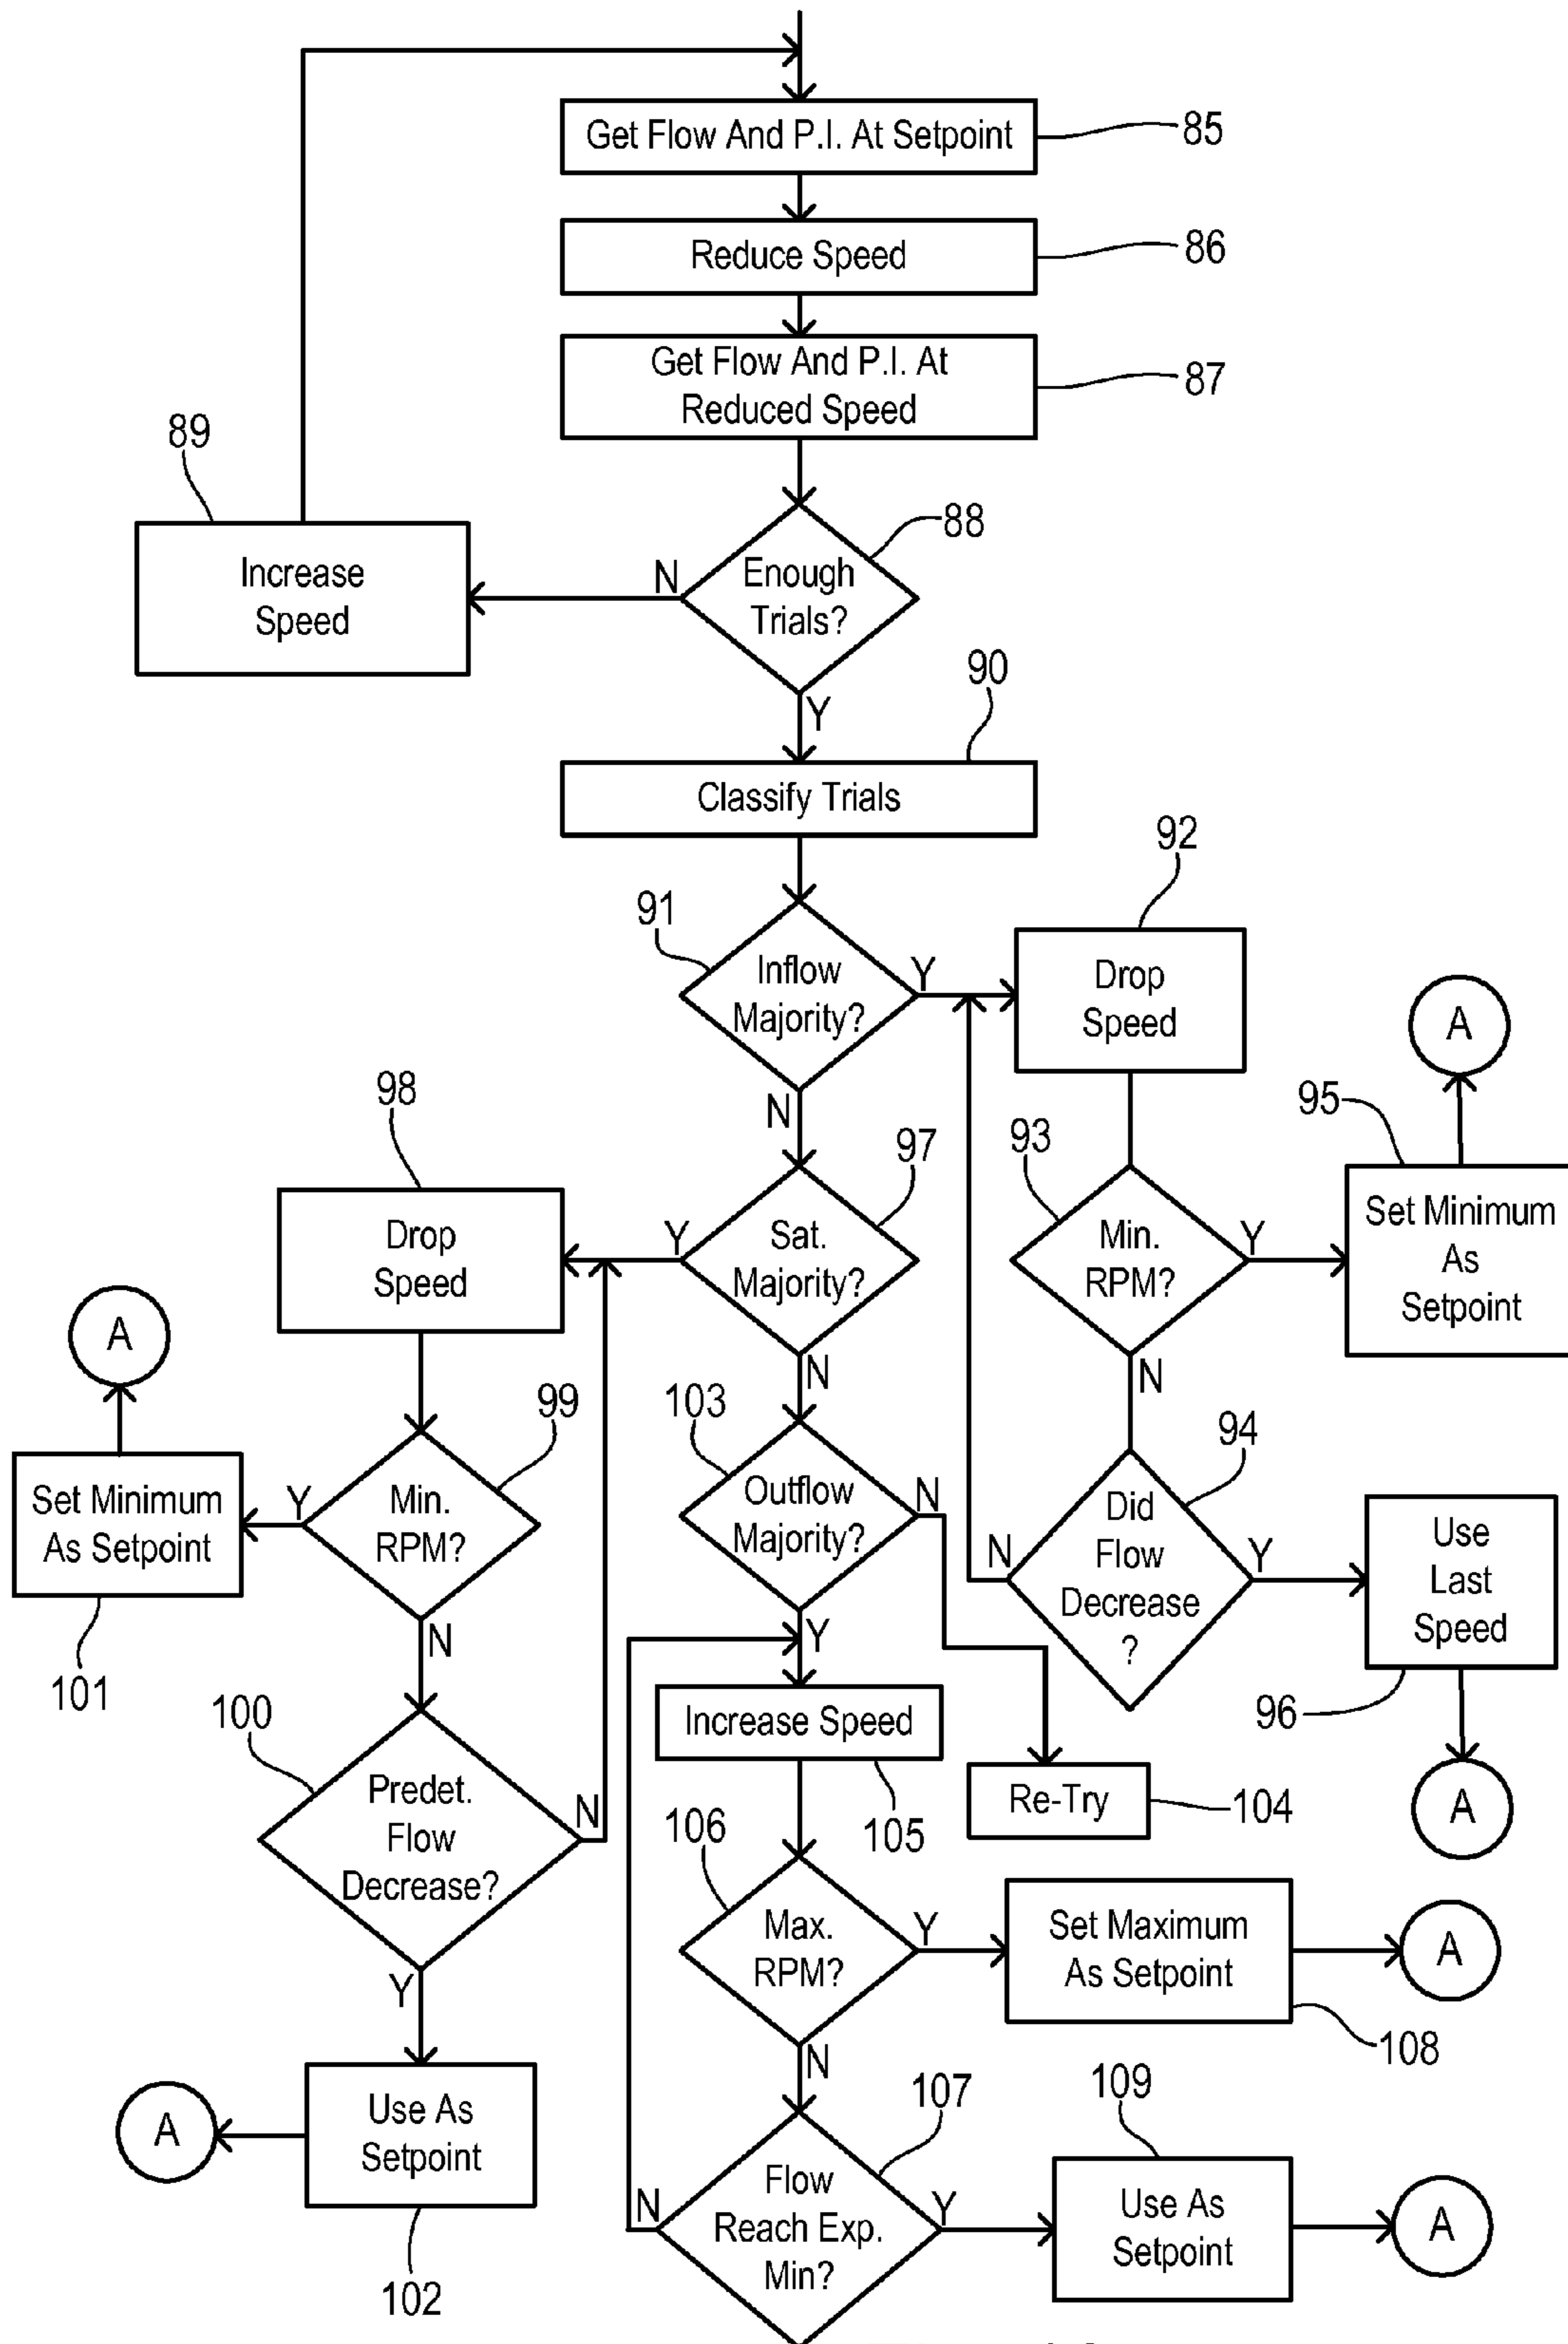 Get Flow And P.I. At Setpoint
85
Reduce Speed
86
Get Flow And P.I. At
Reduced Speed
87
89
Increase
Speed
N
88
Enough
Trials?
Y
90
Classify Trials
91
Inflow
Majority?
Y
N
92
Drop
Speed
A
95
Set Minimum
As
Setpoint
93
Min.
RPM?
Y
N
98
Drop
Speed
Y
97
Sat.
Majority?
N
A
99
Min.
RPM?
Y
N
Set Minimum
As Setpoint
101
103
Outflow
Majority?
N
Y
94
Did
Flow
Decrease
?
N
Y
Use
Last
Speed
96
A
100
Predet.
Flow
Decrease?
N
Y
Increase Speed
105
Re-Try
104
106
Max.
RPM?
Y
N
Set Maximum
As Setpoint
108
A
A
Use As
Setpoint
102
107
Flow
Reach Exp.
Min?
N
Y
109
Use As
Setpoint
A